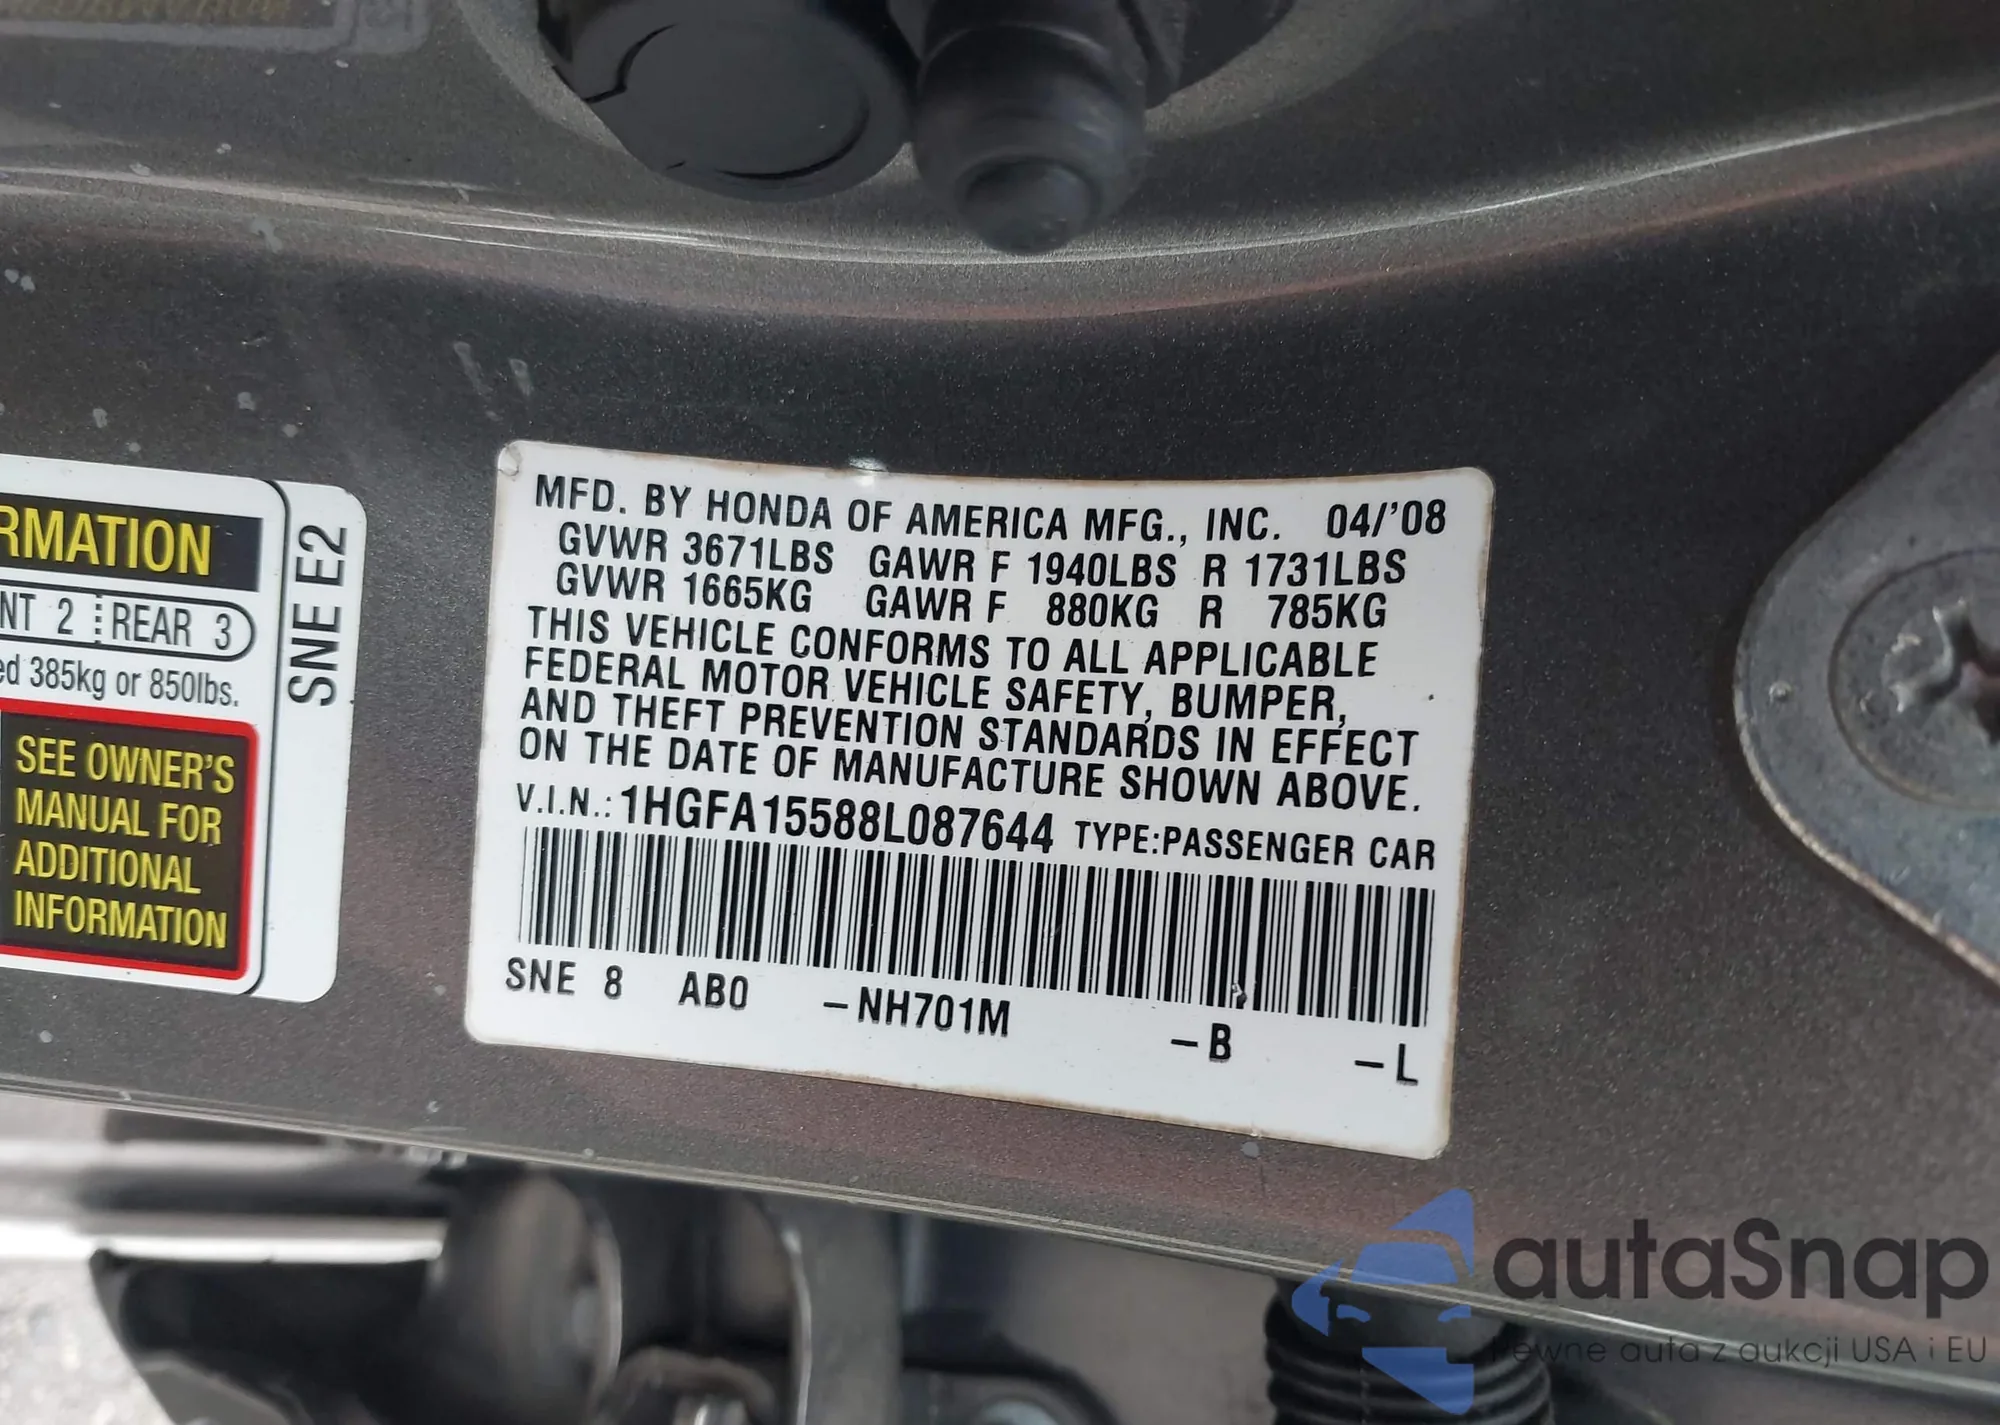 RMATION
NT 2 REAR 3
ed 385kg or 850lbs.
SEE OWNER'S
MANUAL FOR
ADDITIONAL
INFORMATION
SNE E2
MFD. BY HONDA OF AMERICA MFG., INC. 04/'08
GVWR 3671LBS GAWR F 1940LBS R 1731LBS
GVWR 1665KG GAWR F 880KG R 785KG
THIS VEHICLE CONFORMS TO ALL APPLICABLE
FEDERAL MOTOR VEHICLE SAFETY, BUMPER,
AND THEFT PREVENTION STANDARDS IN EFFECT
ON THE DATE OF MANUFACTURE SHOWN ABOVE.
V.I.N.: 1HGFA15588L087644 TYPE:PASSENGER CAR
SNE 8 AB0 -NH701M -B -L
autaSnap
Pewne auta z aukcji USA i EU